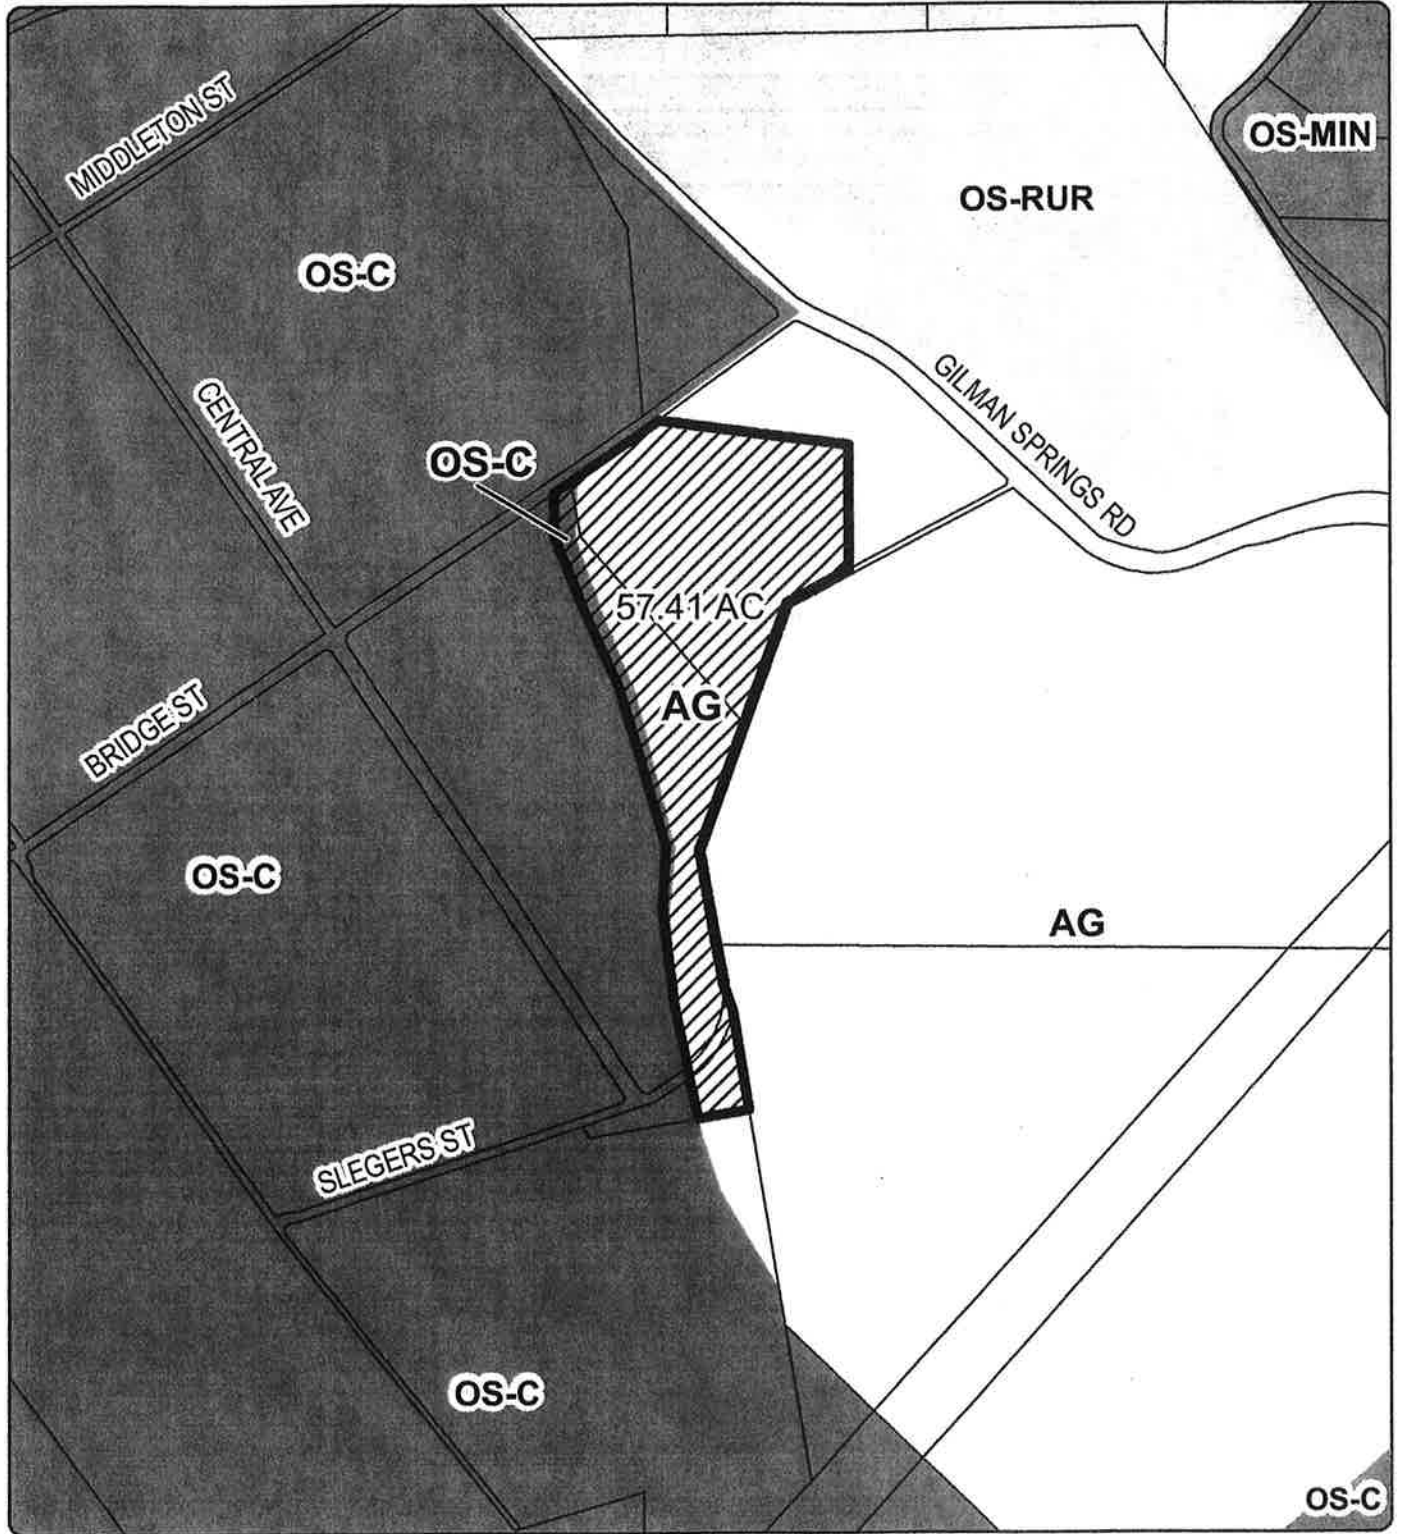 MIDDLETON ST
OS-MIN
OS-RUR
OS-C
GILMAN SPRINGS RD
CENTRAL AVE
OS-C
57.41 AC
AG
BRIDGE ST
OS-C
AG
SLEGERS ST
OS-C
OS-C